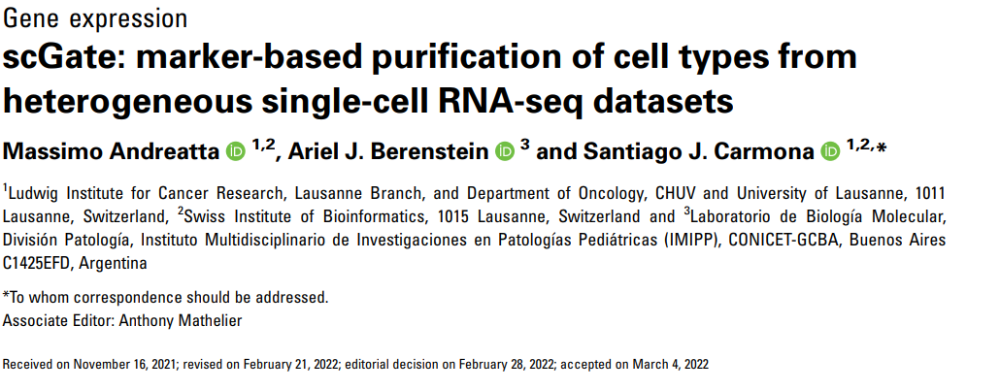 Gene expression
scGate: marker-based purification of cell types from
heterogeneous single-cell RNA-seq datasets
Massimo Andreatta iD 1,2, Ariel J. Berenstein iD 3 and Santiago J. Carmona iD 1,2,*
1Ludwig Institute for Cancer Research, Lausanne Branch, and Department of Oncology, CHUV and University of Lausanne, 1011
Lausanne, Switzerland, 2Swiss Institute of Bioinformatics, 1015 Lausanne, Switzerland and 3Laboratorio de Biología Molecular,
División Patología, Instituto Multidisciplinario de Investigaciones en Patologías Pediátricas (IMIPP), CONICET-GCBA, Buenos Aires
C1425EFD, Argentina
*To whom correspondence should be addressed.
Associate Editor: Anthony Mathelier
Received on November 16, 2021; revised on February 21, 2022; editorial decision on February 28, 2022; accepted on March 4, 2022